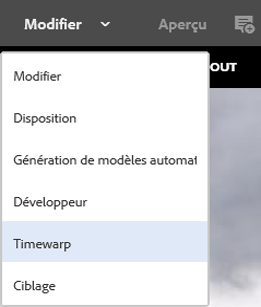 Modifier Aperçu
OUT
Modifier
Disposition
Génération de modèles automat
Développeur
Timewarp
Ciblage